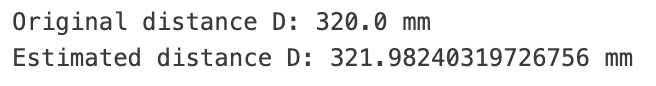 Original distance D: 320.0 mm
Estimated distance D: 321.98240319726756 mm